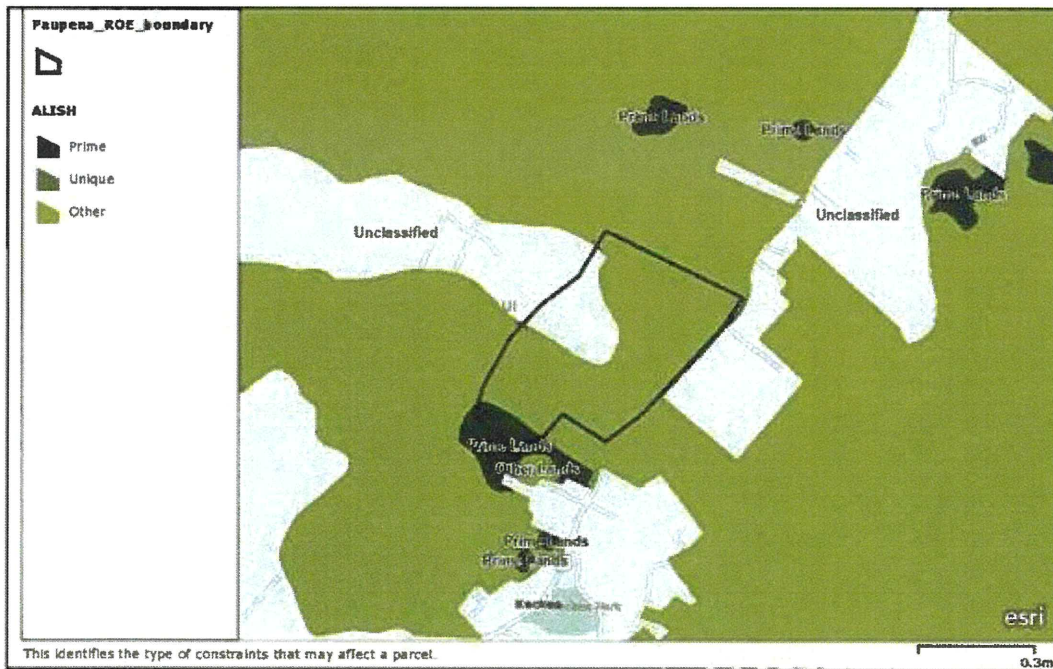 Paupena_ROE_boundary
ALISH
Prime
Unique
Other
Prime Lands
Prime Lands
Prime Lands
Unclassified
Unclassified
Prime Lands
Other Lands
Prime Lands
Prime Lands
esri
This identifies the type of constraints that may affect a parcel.
0.3m